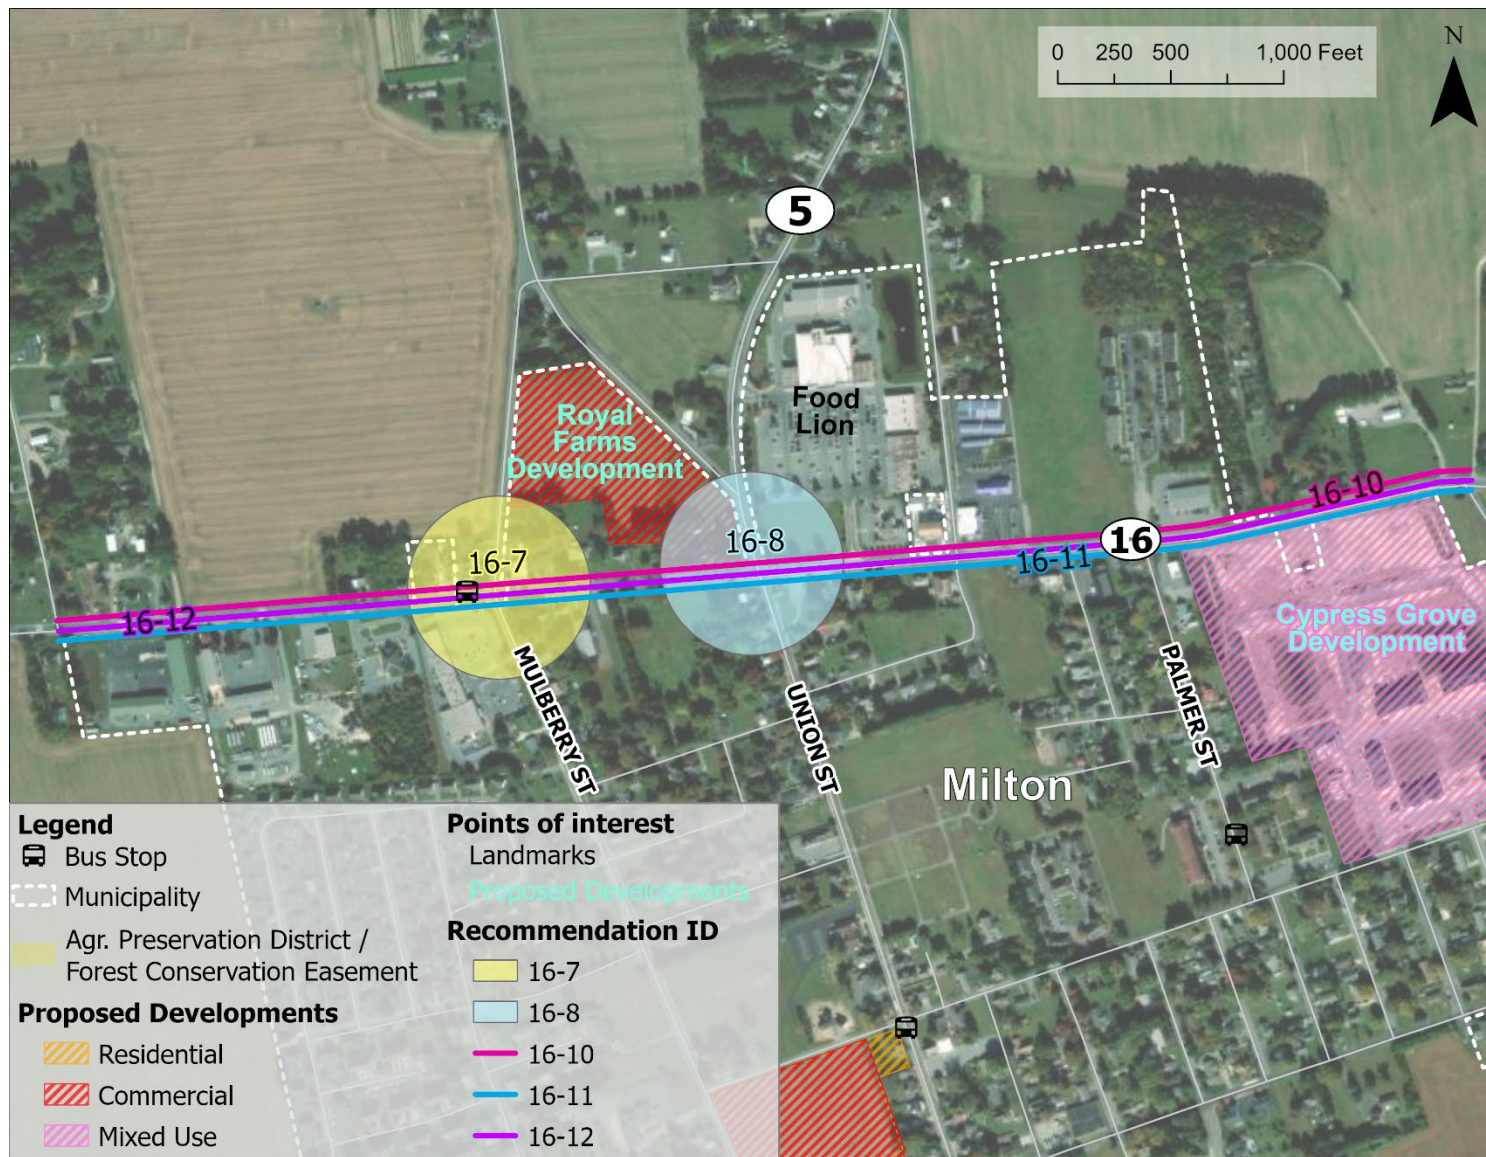 0 250 500 1,000 Feet
N
5
Food
Lion
Royal
Farms
Development
16-10
16-8
16-7
16
16-11
16-12
Cypress Grove
Development
MULBERRY ST
UNION ST
PALMER ST
Milton
Legend
Bus Stop
Municipality
Agr. Preservation District /
Forest Conservation Easement
Proposed Developments
Residential
Commercial
Mixed Use
Points of interest
Landmarks
Proposed Developments
Recommendation ID
16-7
16-8
16-10
16-11
16-12